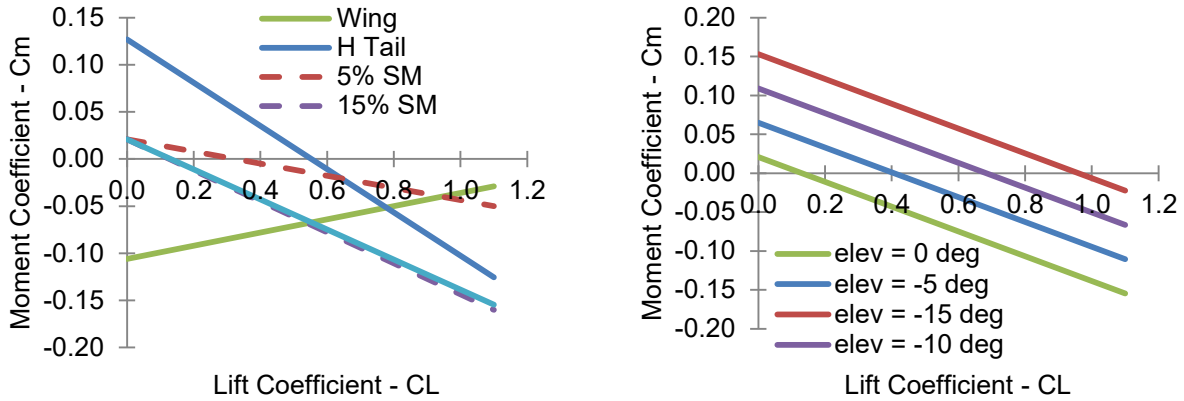 Moment Coefficient - Cm
0.15
0.10
0.05
0.00
-0.05
-0.10
-0.15
-0.20
0.0 0.2 0.4 0.6 0.8 1.0 1.2
Wing
H Tail
5% SM
15% SM
Lift Coefficient - CL
Moment Coefficient - Cm
0.20
0.15
0.10
0.05
0.00
-0.05
-0.10
-0.15
-0.20
0.0 0.2 0.4 0.6 0.8 1.0 1.2
elev = 0 deg
elev = -5 deg
elev = -15 deg
elev = -10 deg
Lift Coefficient - CL